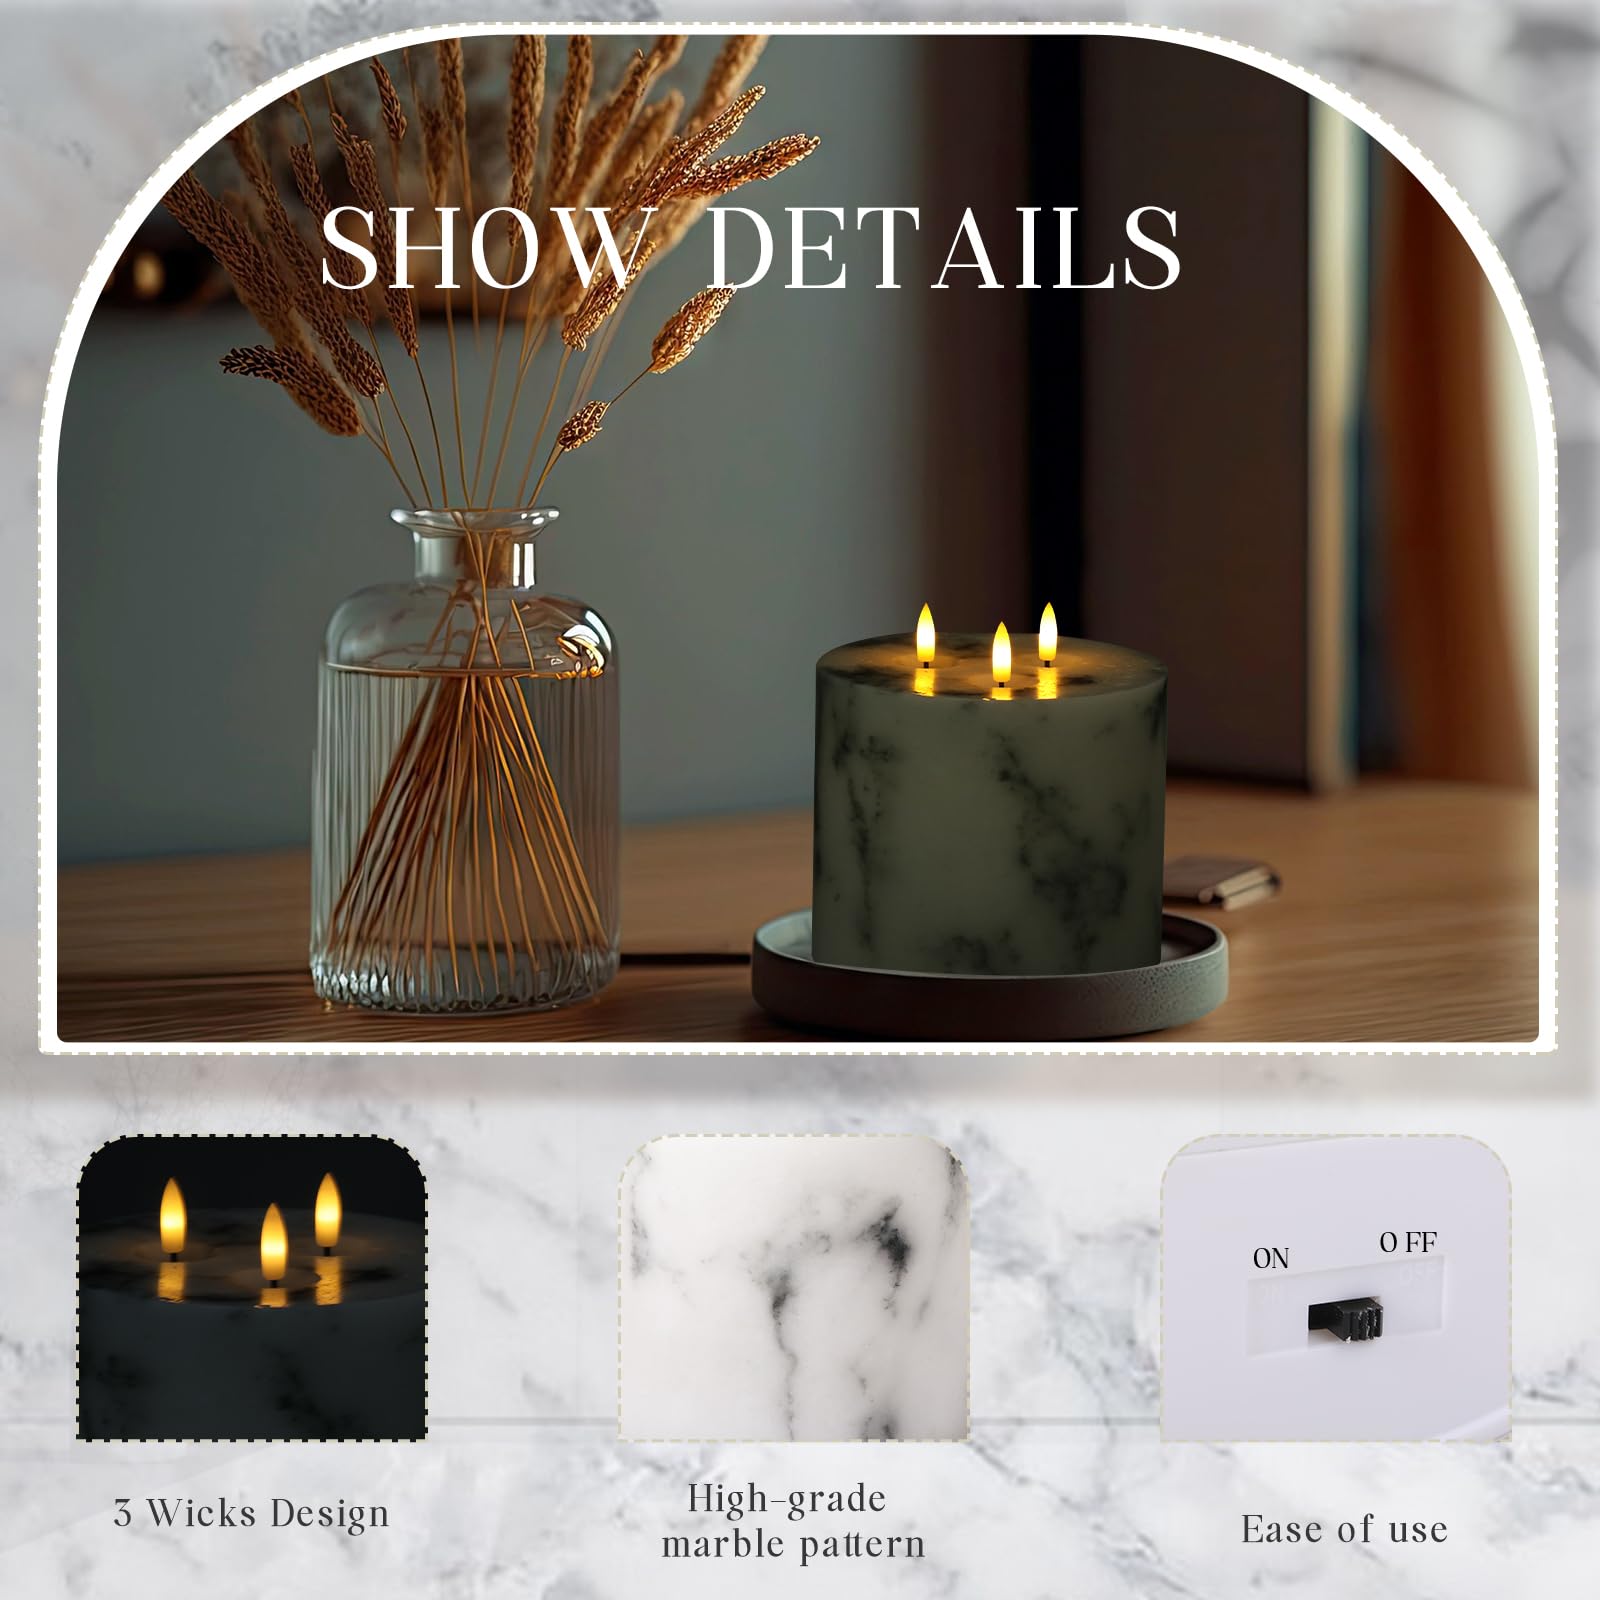 SHOW DETAILS
ON
O FF
3 Wicks Design
High-grade
marble pattern
Ease of use